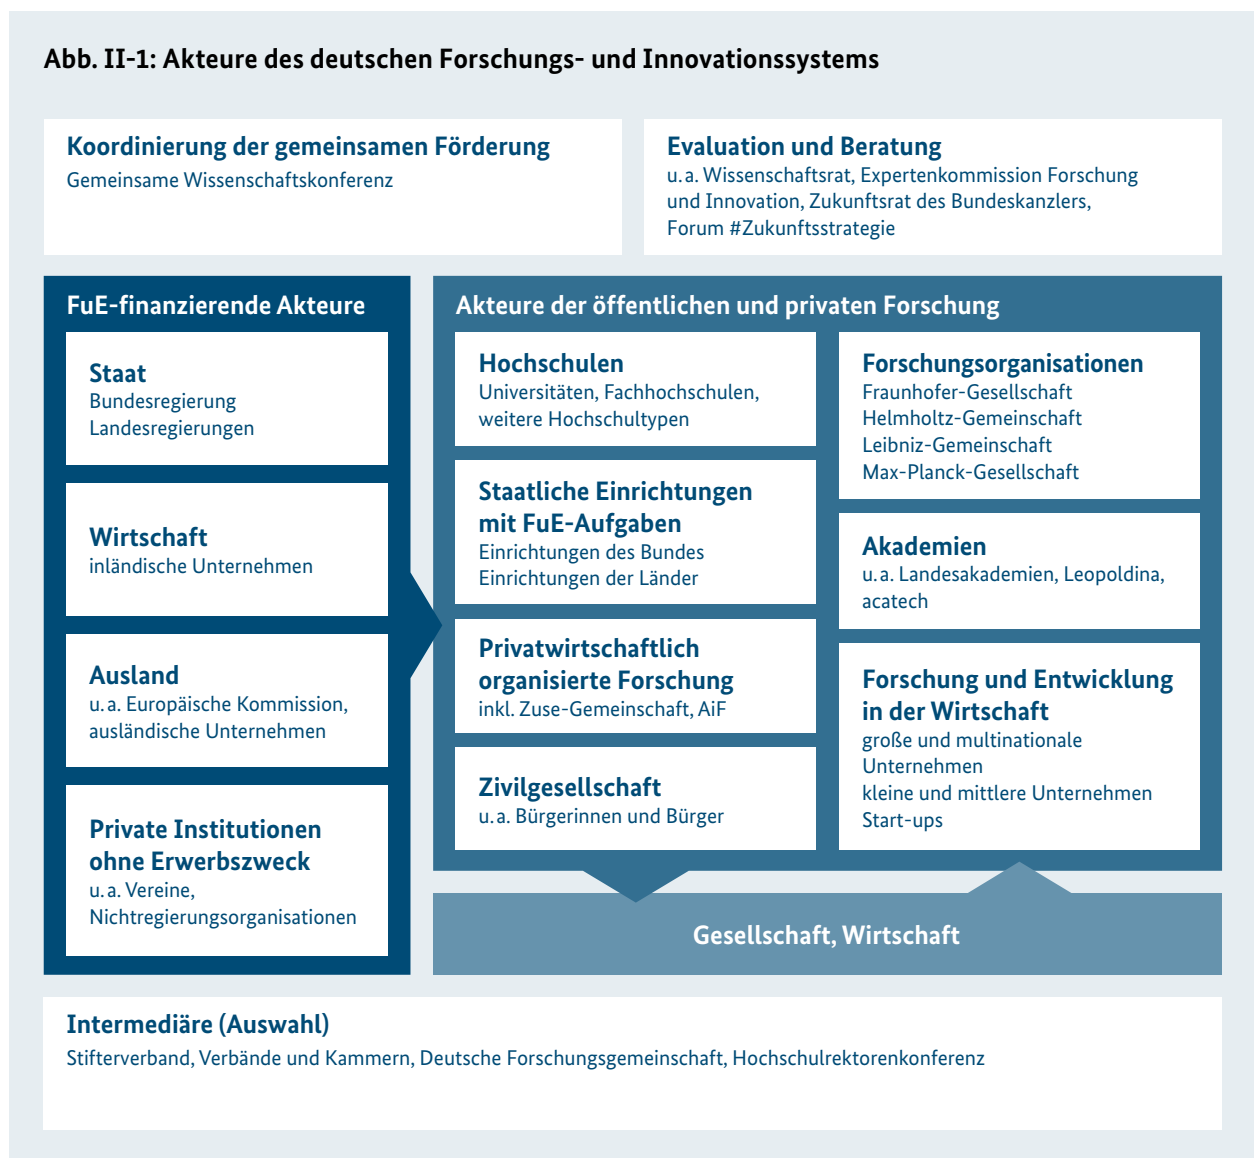 Abb. II-1: Akteure des deutschen Forschungs- und Innovationssystems
Koordinierung der gemeinsamen Förderung
Gemeinsame Wissenschaftskonferenz
Evaluation und Beratung
u. a. Wissenschaftsrat, Expertenkommission Forschung
und Innovation, Zukunftsrat des Bundeskanzlers,
Forum #Zukunftsstrategie
FuE-finanzierende Akteure
Staat
Bundesregierung
Landesregierungen
Wirtschaft
inländische Unternehmen
Ausland
u. a. Europäische Kommission,
ausländische Unternehmen
Private Institutionen
ohne Erwerbszweck
u. a. Vereine,
Nichtregierungsorganisationen
Akteure der öffentlichen und privaten Forschung
Hochschulen
Universitäten, Fachhochschulen,
weitere Hochschultypen
Staatliche Einrichtungen
mit FuE-Aufgaben
Einrichtungen des Bundes
Einrichtungen der Länder
Privatwirtschaftlich
organisierte Forschung
inkl. Zuse-Gemeinschaft, AiF
Zivilgesellschaft
u. a. Bürgerinnen und Bürger
Forschungsorganisationen
Fraunhofer-Gesellschaft
Helmholtz-Gemeinschaft
Leibniz-Gemeinschaft
Max-Planck-Gesellschaft
Akademien
u. a. Landesakademien, Leopoldina,
acatech
Forschung und Entwicklung
in der Wirtschaft
große und multinationale
Unternehmen
kleine und mittlere Unternehmen
Start-ups
Gesellschaft, Wirtschaft
Intermediäre (Auswahl)
Stifterverband, Verbände und Kammern, Deutsche Forschungsgemeinschaft, Hochschulrektorenkonferenz